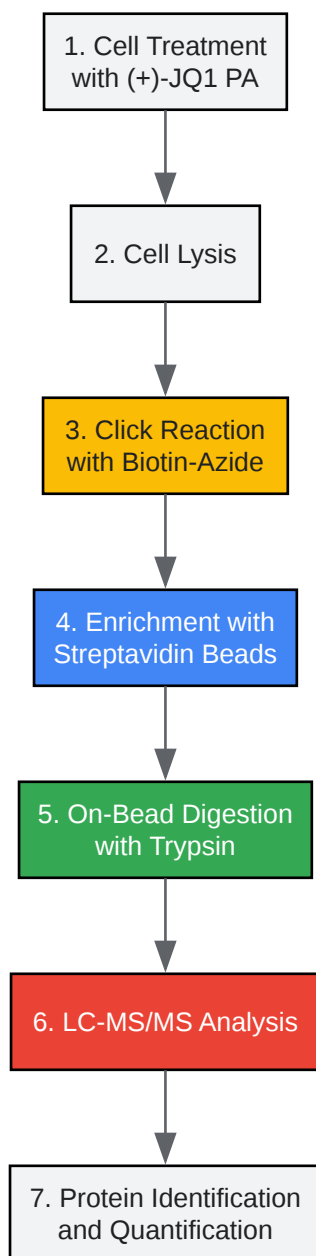 1. Cell Treatment
with (+)-JQ1 PA
2. Cell Lysis
3. Click Reaction
with Biotin-Azide
4. Enrichment with
Streptavidin Beads
5. On-Bead Digestion
with Trypsin
6. LC-MS/MS Analysis
7. Protein Identification
and Quantification